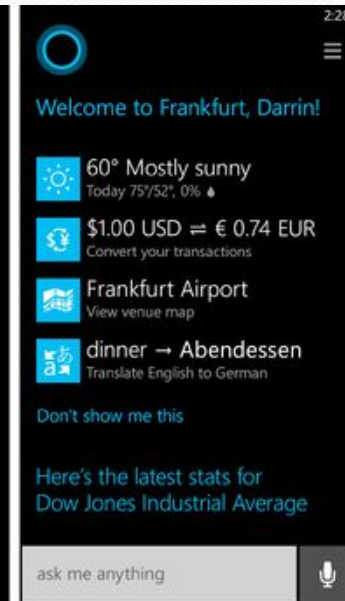 2:28
Welcome to Frankfurt, Darrin!
60° Mostly sunny
Today 75°/52°, 0%
$1.00 USD ⇌ € 0.74 EUR
Convert your transactions
Frankfurt Airport
View venue map
dinner → Abendessen
Translate English to German
Don't show me this
Here's the latest stats for
Dow Jones Industrial Average
ask me anything